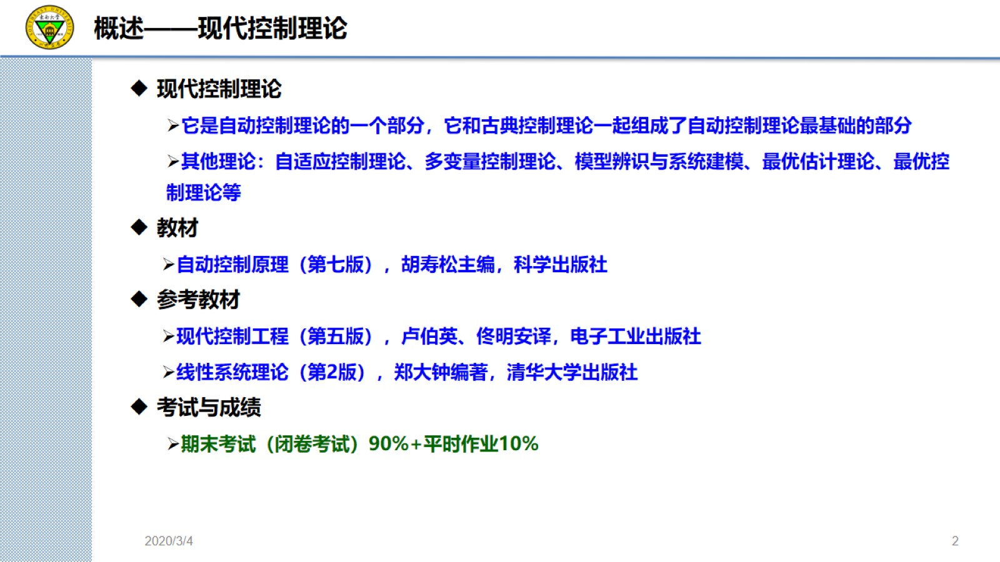 概述——现代控制理论
◆ 现代控制理论
➢它是自动控制理论的一个部分，它和古典控制理论一起组成了自动控制理论最基础的部分
➢其他理论：自适应控制理论、多变量控制理论、模型辨识与系统建模、最优估计理论、最优控
制理论等
◆ 教材
➢自动控制原理（第七版），胡寿松主编，科学出版社
◆ 参考教材
➢现代控制工程（第五版），卢伯英、佟明安译，电子工业出版社
➢线性系统理论（第2版），郑大钟编著，清华大学出版社
◆ 考试与成绩
➢期末考试（闭卷考试）90%+平时作业10%
2020/3/4
2